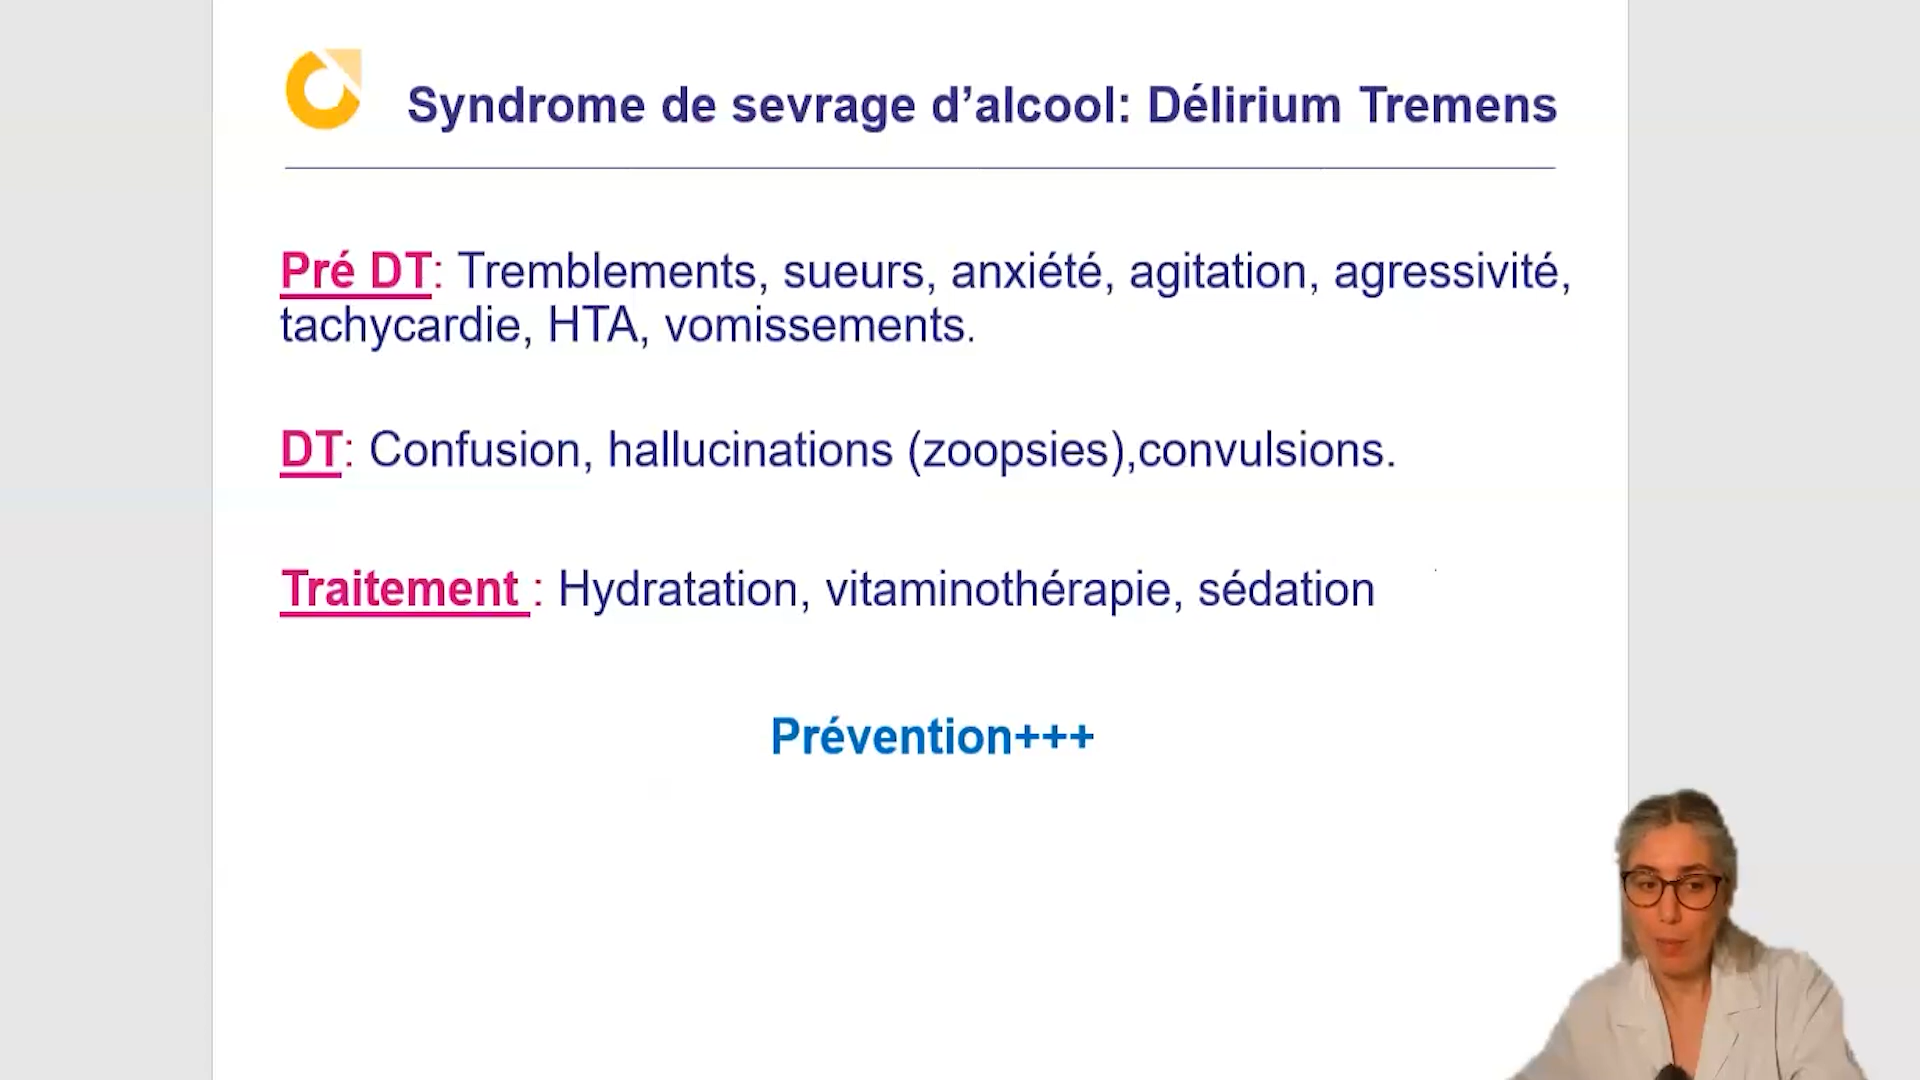 Syndrome de sevrage d’alcool: Délirium Tremens
Pré DT: Tremblements, sueurs, anxiété, agitation, agressivité,
tachycardie, HTA, vomissements.
DT: Confusion, hallucinations (zoopsies),convulsions.
Traitement : Hydratation, vitaminothérapie, sédation
Prévention+++